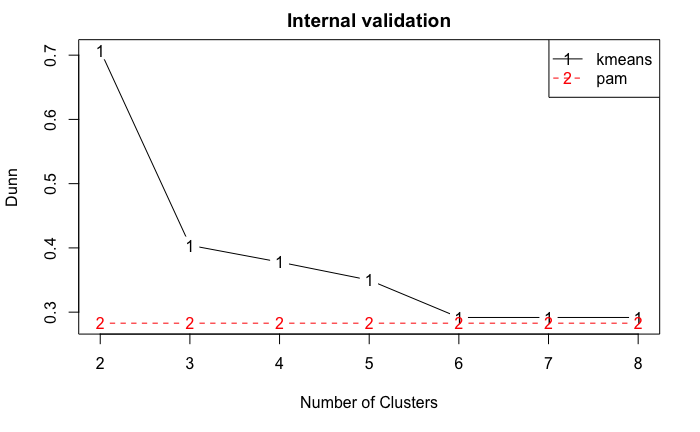 Internal validation
1 kmeans
2 pam
Dunn
0.7
0.6
0.5
0.4
0.3
1 1 1 1 1 1 1
2 2 2 2 2 2 2
2 3 4 5 6 7 8
Number of Clusters